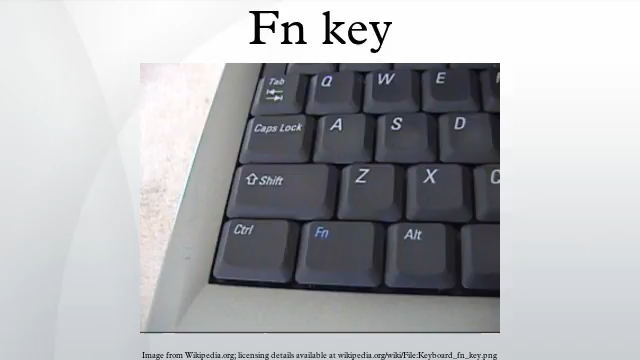 Fn key
Tab Q W E
Caps Lock A S D
Shift Z X C
Ctrl Fn Alt
Image from Wikipedia.org; licensing details available at wikipedia.org/wiki/File:Keyboard_fn_key.png